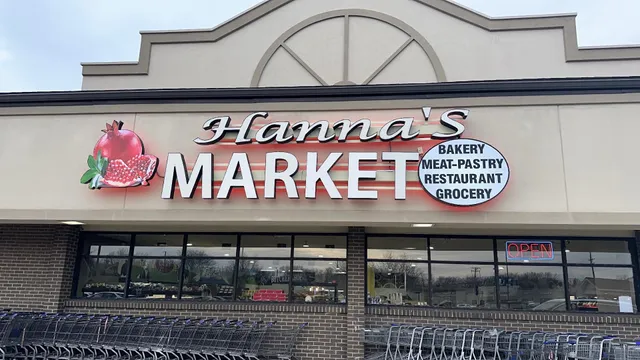 Hanna's
MARKET
BAKERY
MEAT-PASTRY
RESTAURANT
GROCERY
OPEN